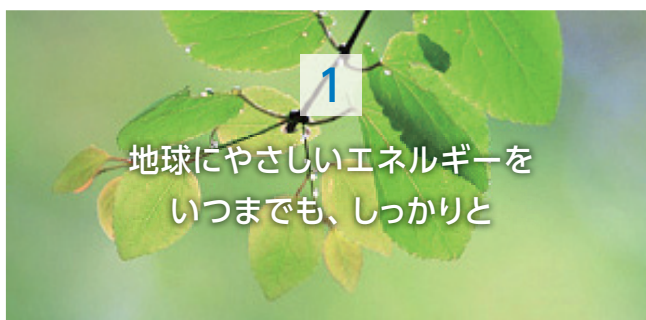 1
地球にやさしいエネルギーを
いつまでも、しっかりと